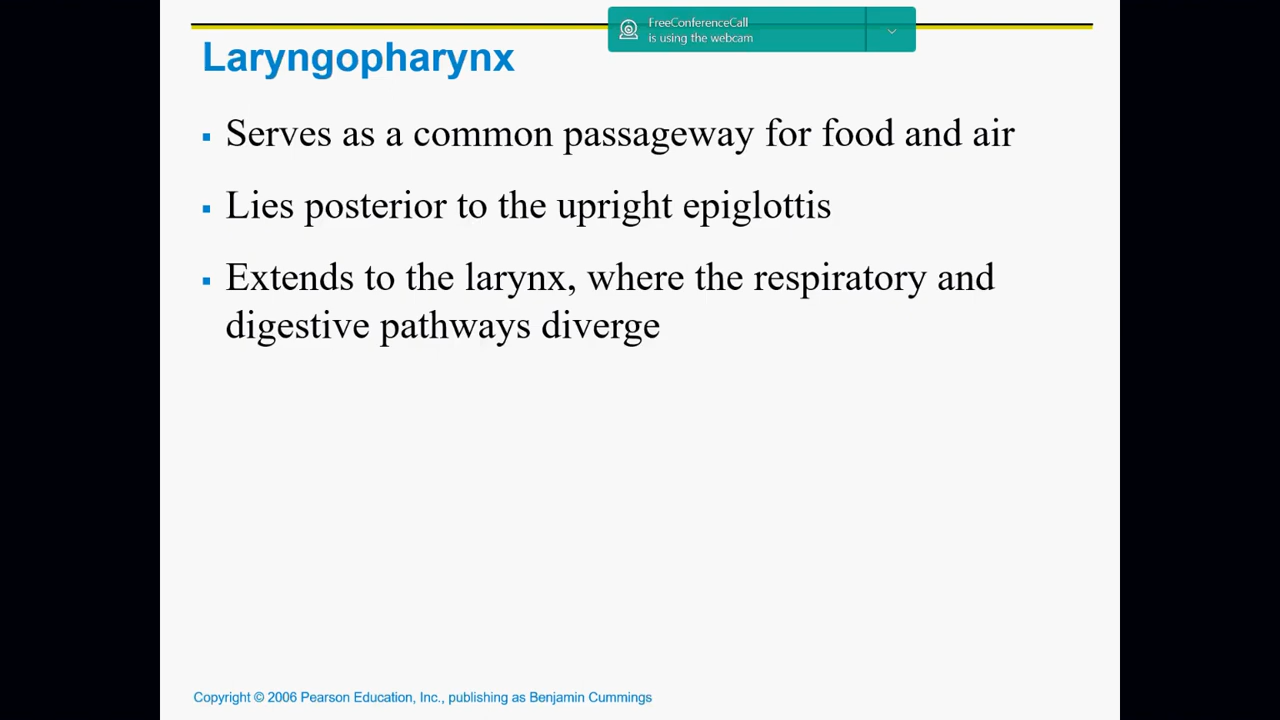 FreeConferenceCall
is using the webcam
Laryngopharynx
▪ Serves as a common passageway for food and air
▪ Lies posterior to the upright epiglottis
▪ Extends to the larynx, where the respiratory and
digestive pathways diverge
Copyright © 2006 Pearson Education, Inc., publishing as Benjamin Cummings